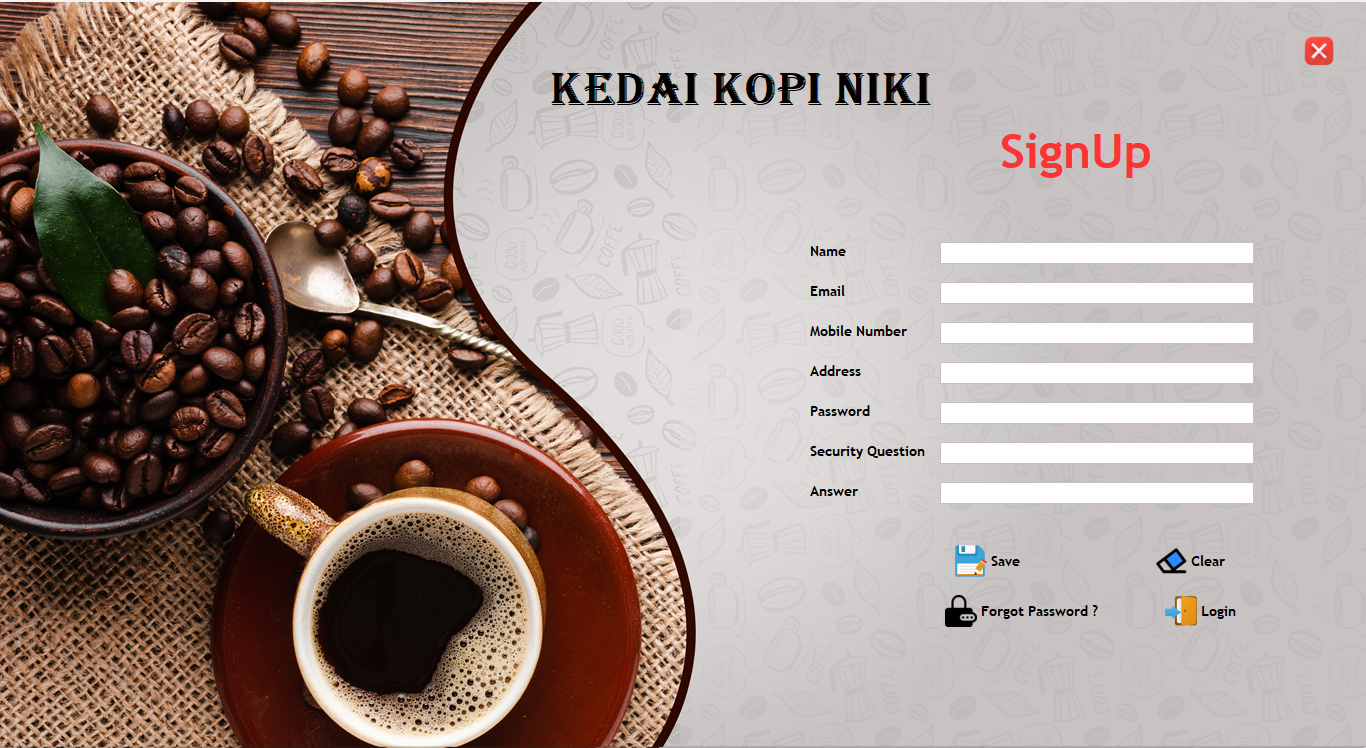 KEDAI KOPI NIKI
SignUp
Name
Email
Mobile Number
Address
Password
Security Question
Answer
Save
Clear
Forgot Password ?
Login